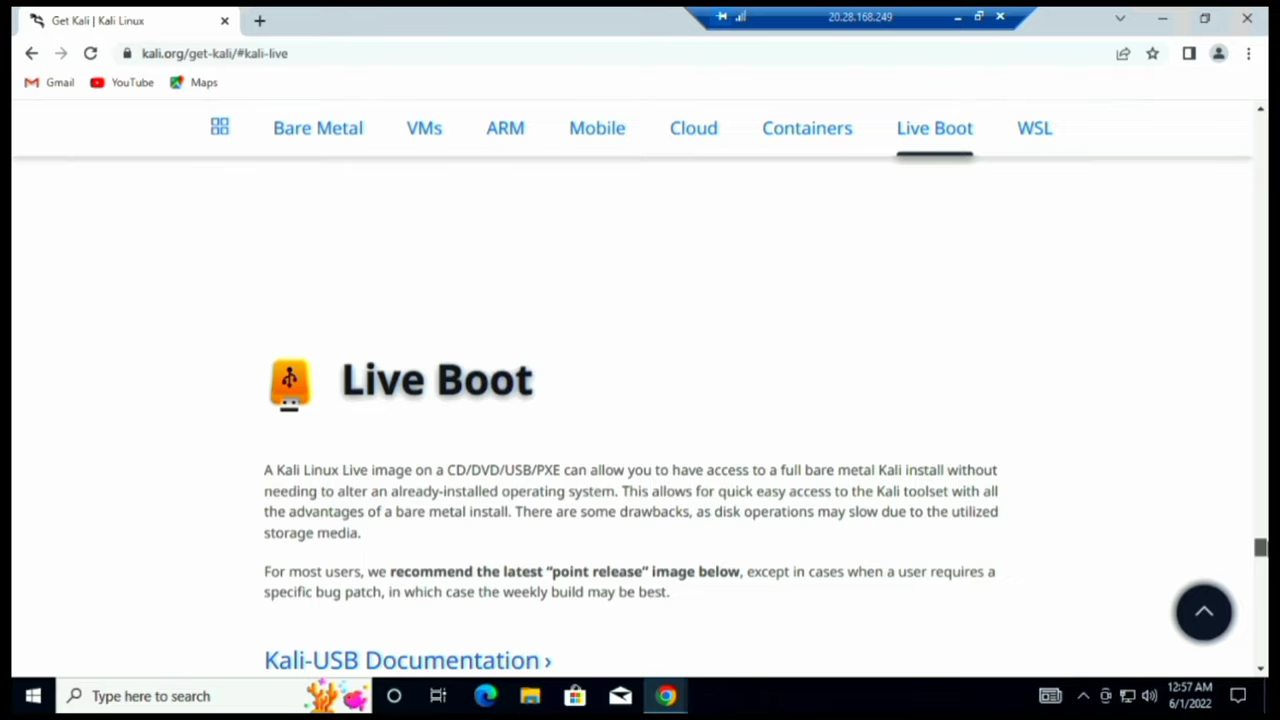 Get Kali | Kali Linux
20.28.168.249
kali.org/get-kali/#kali-live
Gmail YouTube Maps
Bare Metal VMs ARM Mobile Cloud Containers Live Boot WSL
Live Boot
A Kali Linux Live image on a CD/DVD/USB/PXE can allow you to have access to a full bare metal Kali install without
needing to alter an already-installed operating system. This allows for quick easy access to the Kali toolset with all
the advantages of a bare metal install. There are some drawbacks, as disk operations may slow due to the utilized
storage media.
For most users, we recommend the latest “point release” image below, except in cases when a user requires a
specific bug patch, in which case the weekly build may be best.
Kali-USB Documentation ›
Type here to search
12:57 AM
6/1/2022